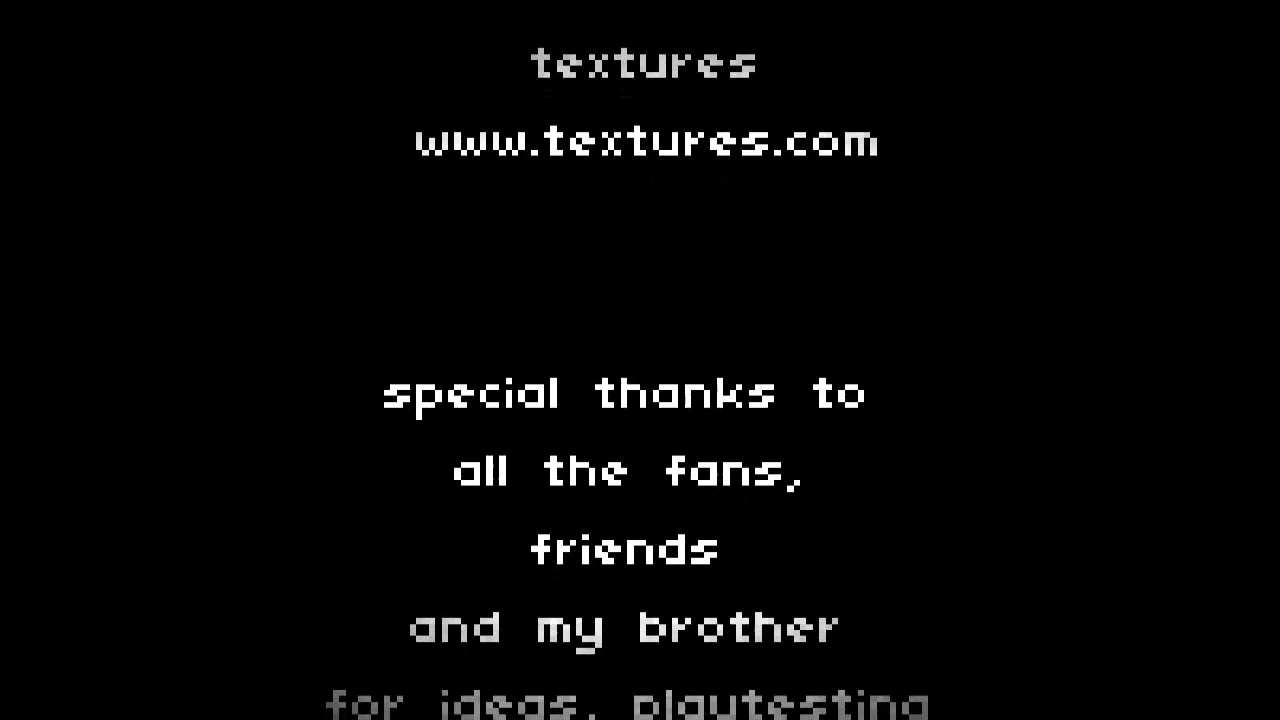 textures
www.textures.com
special thanks to
all the fans,
friends
and my brother
for ideas, playtesting